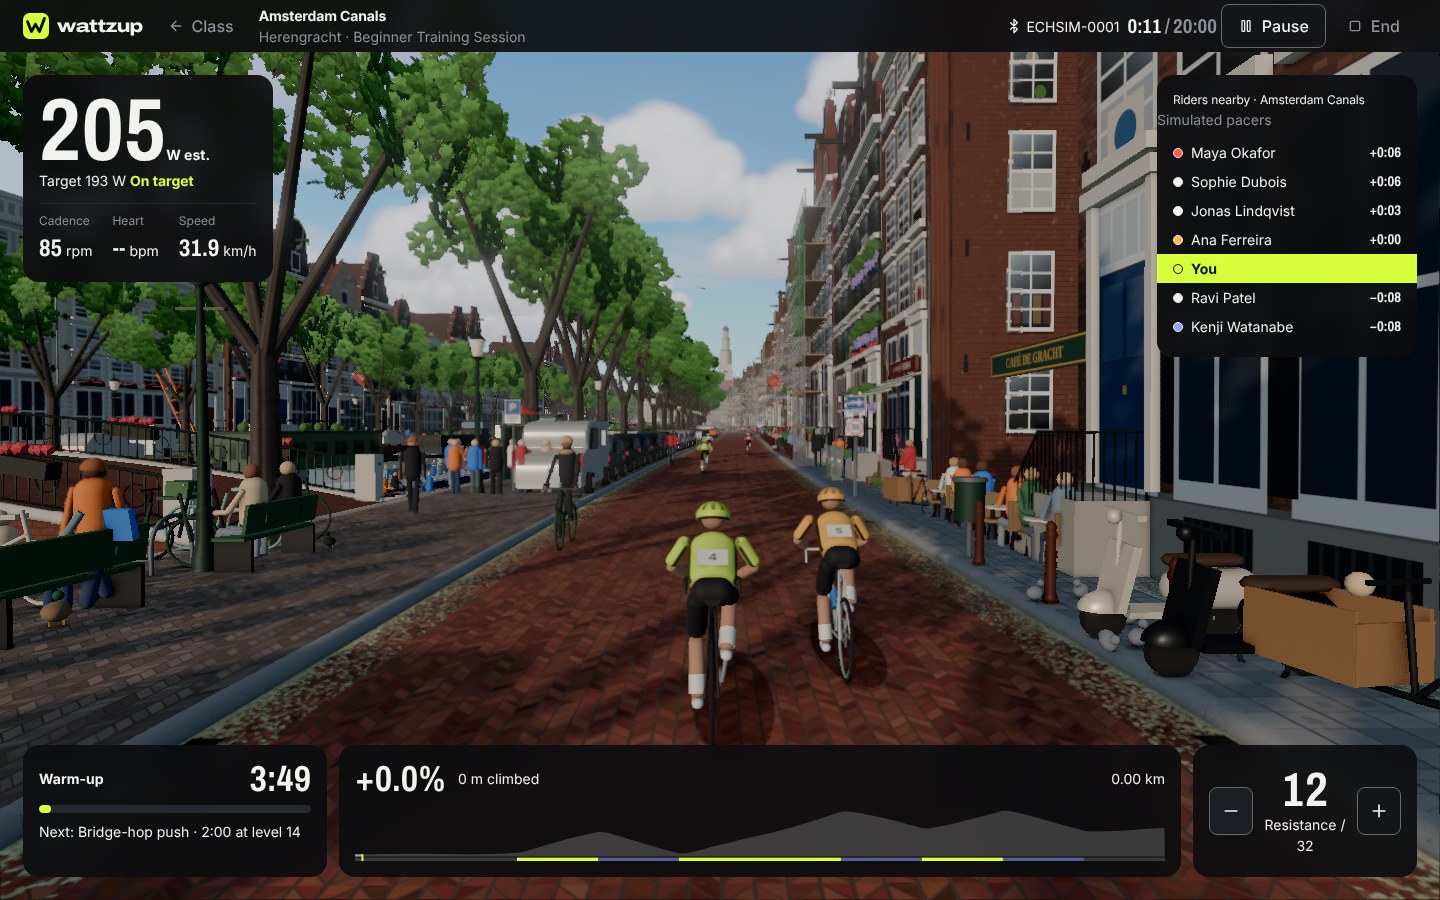 wattzup
Class
Amsterdam Canals
Herengracht · Beginner Training Session
ECHSIM-0001
0:11 / 20:00
Pause
End
205 W est.
Target 193 W On target
Cadence Heart Speed
85 rpm -- bpm 31.9 km/h
Riders nearby · Amsterdam Canals
Simulated pacers
Maya Okafor +0:06
Sophie Dubois +0:06
Jonas Lindqvist +0:03
Ana Ferreira +0:00
You
Ravi Patel −0:08
Kenji Watanabe −0:08
CAFÉ DE GRACHT
P
4
5
Warm-up 3:49
Next: Bridge-hop push · 2:00 at level 14
+0.0% 0 m climbed 0.00 km
−
12
+
Resistance /
32